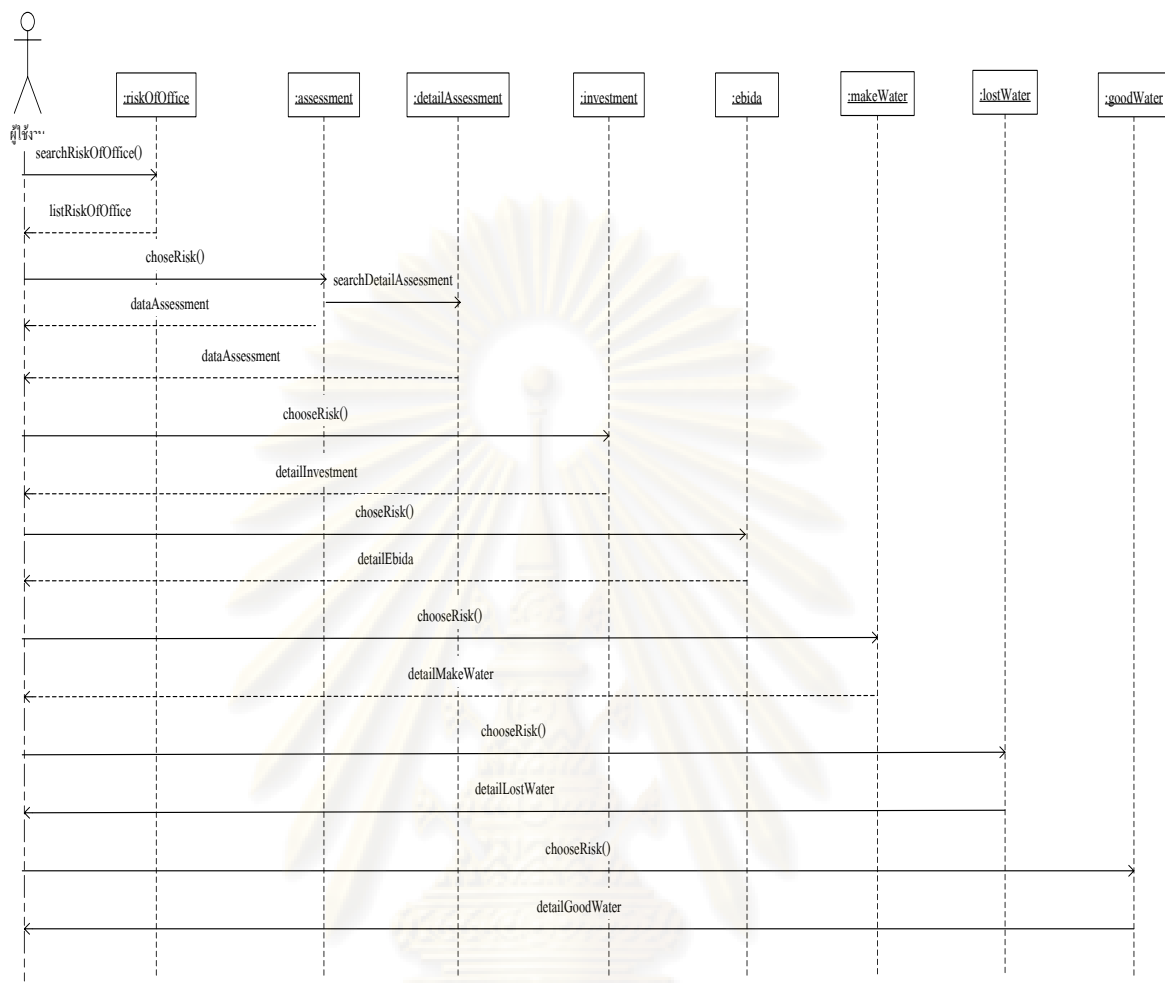 :riskOfOffice
:assessment
:detailAssessment
:investment
:ebida
:makeWater
:lostWater
:goodWater
searchRiskOfOffice()
listRiskOfOffice
choseRisk()
searchDetailAssessment
dataAssessment
dataAssessment
chooseRisk()
detailInvestment
choseRisk()
detailEbida
chooseRisk()
detailMakeWater
chooseRisk()
detailLostWater
chooseRisk()
detailGoodWater